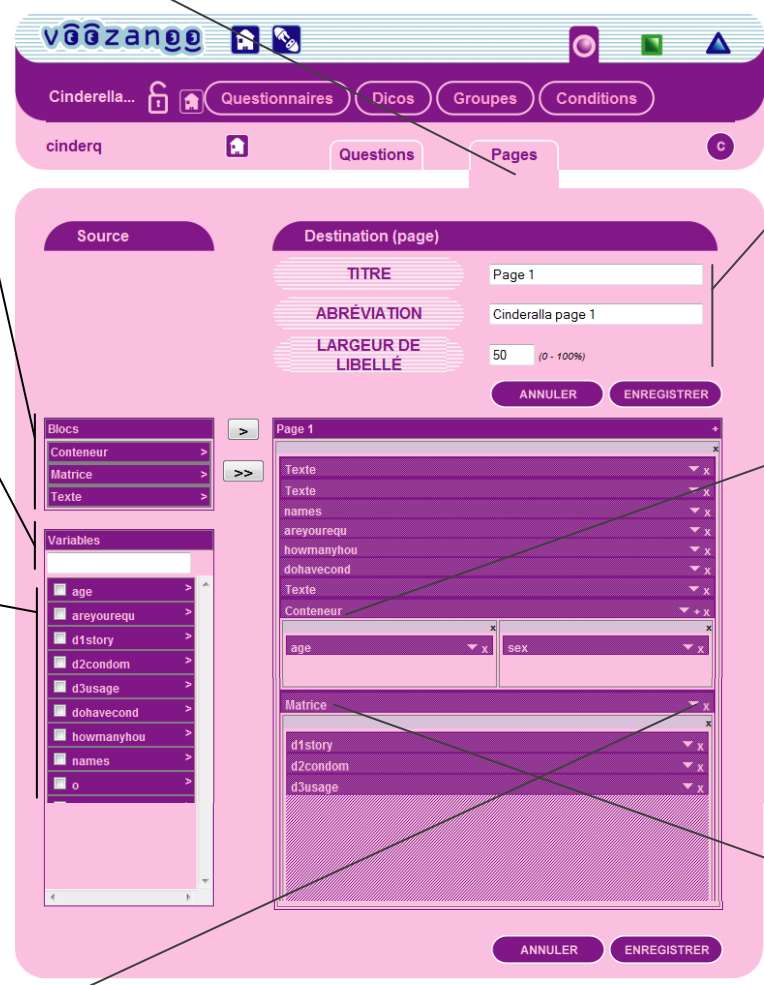 voozanoo
Cinderella... Questionnaires Dicos Groupes Conditions
cinderq Questions Pages C
Source Destination (page)
TITRE Page 1
ABRÉVIATION Cinderalla page 1
LARGEUR DE
LIBELLÉ 50 (0 - 100%)
ANNULER ENREGISTRER
Blocs >
Conteneur >
Matrice > >>
Texte >
Variables
age >
areyourequ >
d1story >
d2condom >
d3usage >
dohavecond >
howmanyhou >
names >
o >
Page 1 +
x
Texte x
Texte x
names x
areyourequ x
howmanyhou x
dohavecond x
Texte x
Conteneur + x
x x
age x sex x
Matrice x
x
d1story x
d2condom x
d3usage x
ANNULER ENREGISTRER